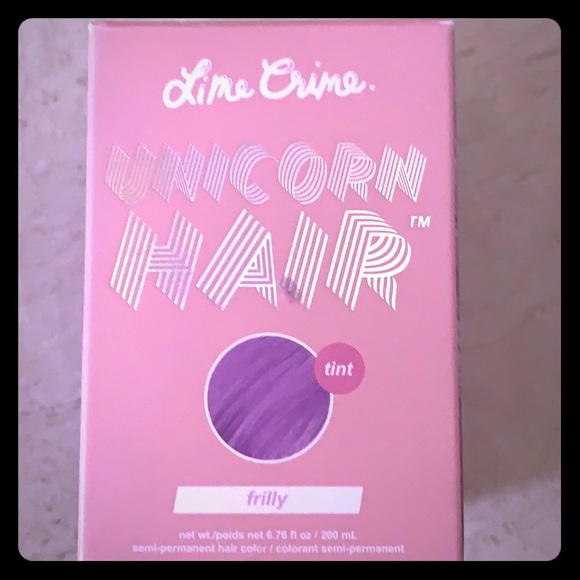 Lime Crime.
UNICORN
HAIR™
tint
frilly
net wt./poids net 6.76 fl oz / 200 mL
semi-permanent hair color / colorant semi-permanent